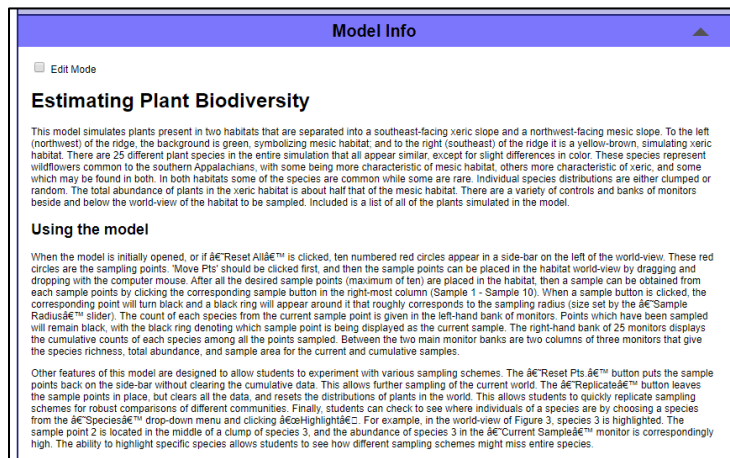 Model Info
Edit Mode
Estimating Plant Biodiversity
This model simulates plants present in two habitats that are separated into a southeast-facing xeric slope and a northwest-facing mesic slope. To the left
(northwest) of the ridge, the background is green, symbolizing mesic habitat; and to the right (southeast) of the ridge it is a yellow-brown, simulating xeric
habitat. There are 25 different plant species in the entire simulation that all appear similar, except for slight differences in color. These species represent
wildflowers common to the southern Appalachians, with some being more characteristic of mesic habitat, others more characteristic of xeric, and some
which may be found in both. In both habitats some of the species are common while some are rare. Individual species distributions are either clumped or
random. The total abundance of plants in the xeric habitat is about half that of the mesic habitat. There are a variety of controls and banks of monitors
beside and below the world-view of the habitat to be sampled. Included is a list of all of the plants simulated in the model.
Using the model
When the model is initially opened, or if â€˜Reset Allâ€™ is clicked, ten numbered red circles appear in a side-bar on the left of the world-view. These red
circles are the sampling points. 'Move Pts' should be clicked first, and then the sample points can be placed in the habitat world-view by dragging and
dropping with the computer mouse. After all the desired sample points (maximum of ten) are placed in the habitat, then a sample can be obtained from
each sample points by clicking the corresponding sample button in the right-most column (Sample 1 - Sample 10). When a sample button is clicked, the
corresponding point will turn black and a black ring will appear around it that roughly corresponds to the sampling radius (size set by the â€˜Sample
Radiusâ€™ slider). The count of each species from the current sample point is given in the left-hand bank of monitors. Points which have been sampled
will remain black, with the black ring denoting which sample point is being displayed as the current sample. The right-hand bank of 25 monitors displays
the cumulative counts of each species among all the points sampled. Between the two main monitor banks are two columns of three monitors that give
the species richness, total abundance, and sample area for the current and cumulative samples.
Other features of this model are designed to allow students to experiment with various sampling schemes. The â€˜Reset Pts.â€™ button puts the sample
points back on the side-bar without clearing the cumulative data. This allows further sampling of the current world. The â€˜Replicateâ€™ button leaves
the sample points in place, but clears all the data, and resets the distributions of plants in the world. This allows students to quickly replicate sampling
schemes for robust comparisons of different communities. Finally, students can check to see where individuals of a species are by choosing a species
from the â€˜Speciesâ€™ drop-down menu and clicking â€œHighlightâ€□. For example, in the world-view of Figure 3, species 3 is highlighted. The
sample point 2 is located in the middle of a clump of species 3, and the abundance of species 3 in the â€˜Current Sampleâ€™ monitor is correspondingly
high. The ability to highlight specific species allows students to see how different sampling schemes might miss entire species.